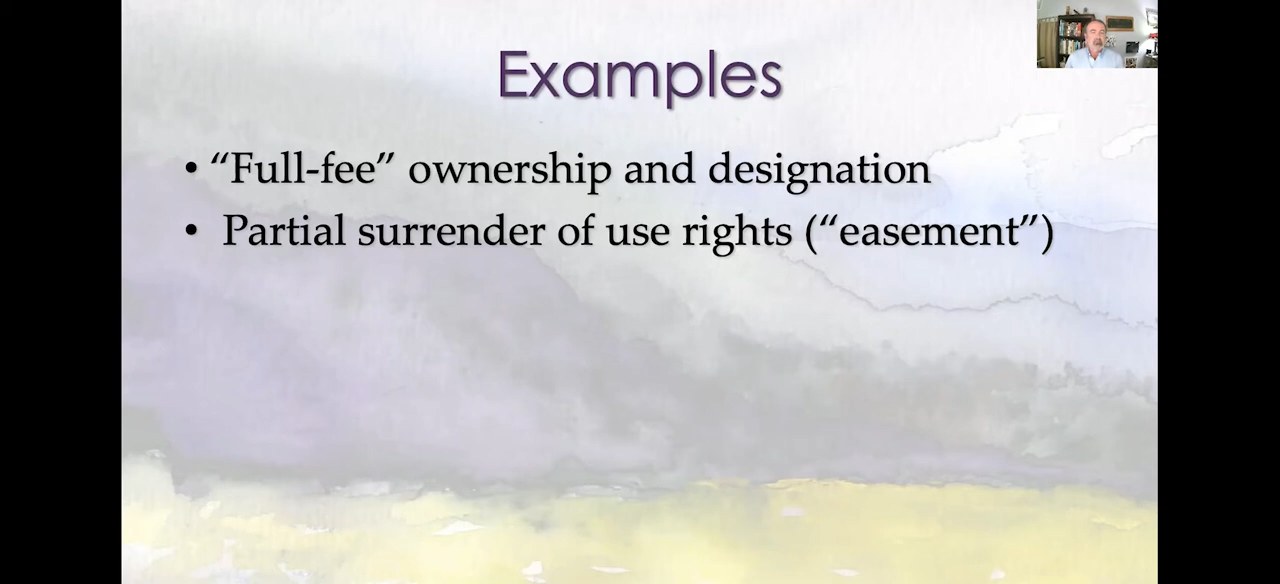 Examples
• “Full-fee” ownership and designation
• Partial surrender of use rights (“easement”)